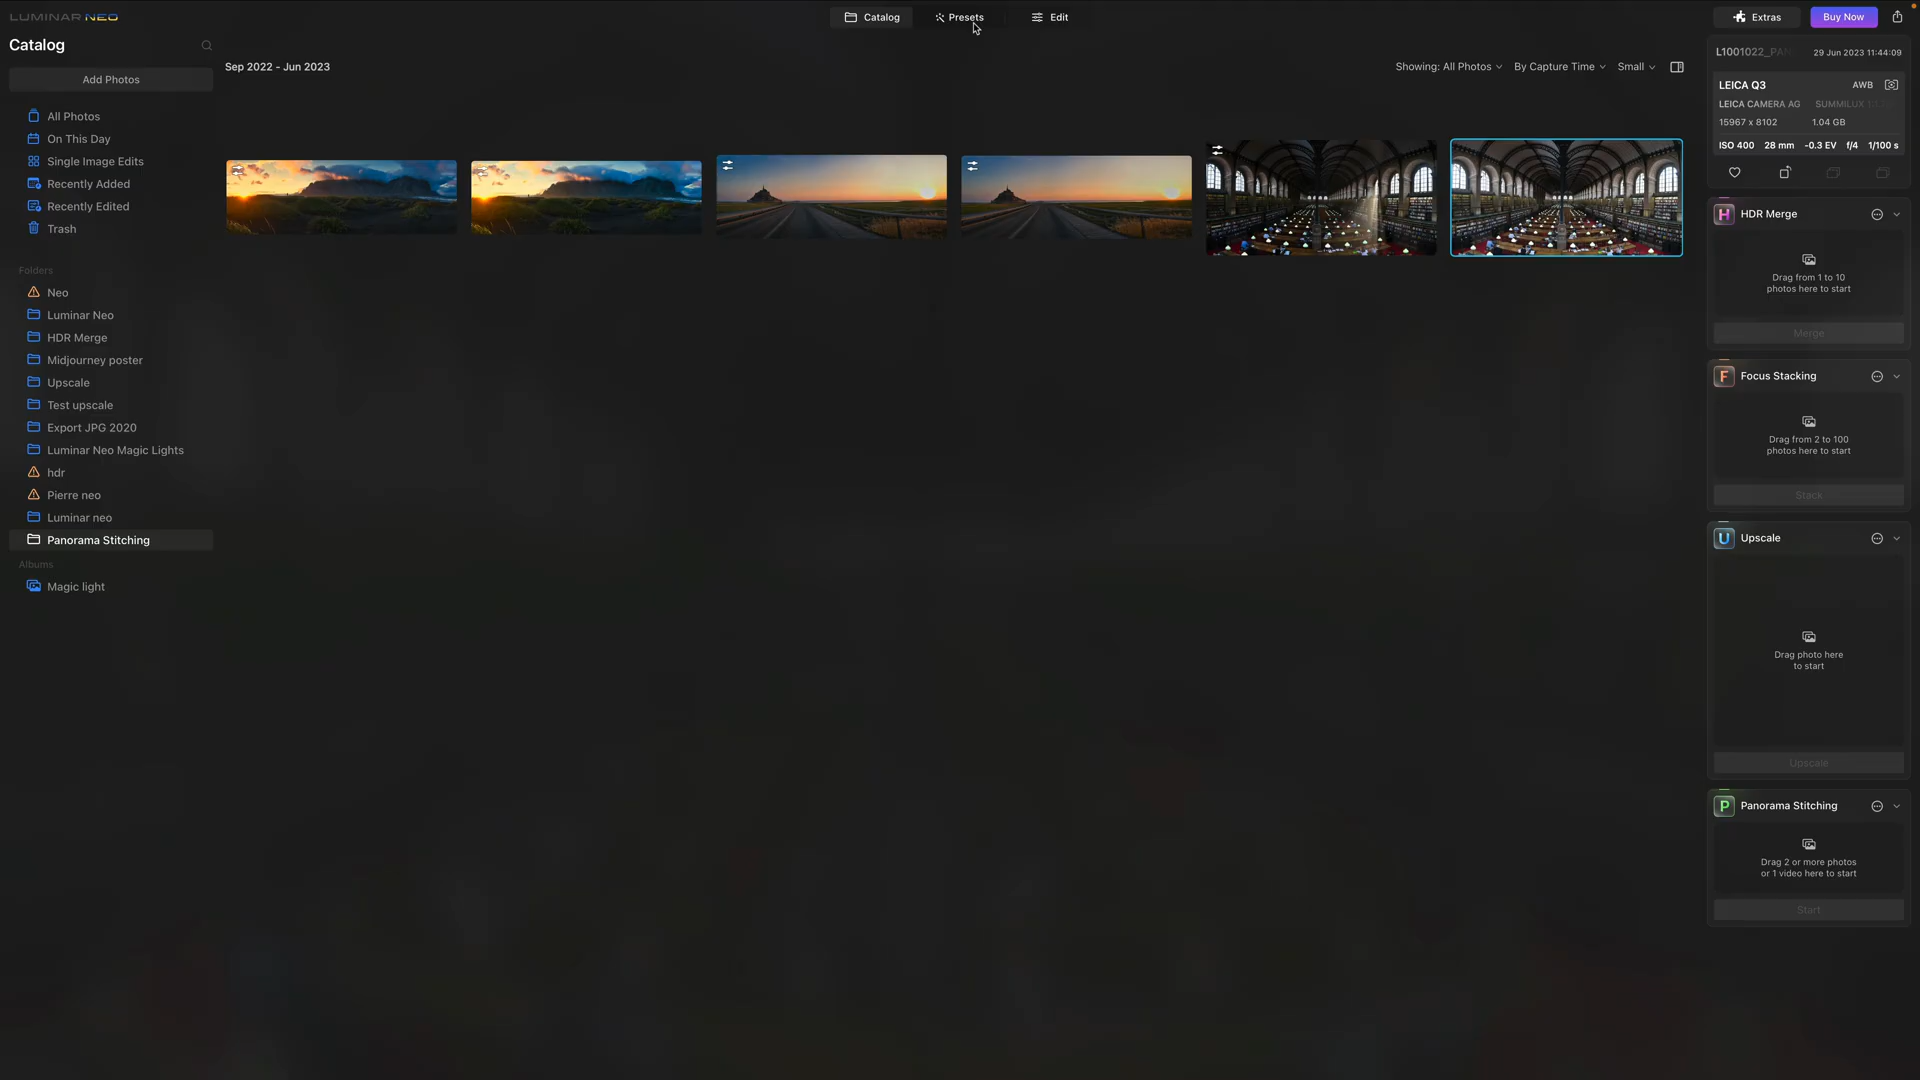 LUMINAR NEO
Catalog
Presets
Edit
Extras
Buy Now
Catalog
Add Photos
All Photos
On This Day
Single Image Edits
Recently Added
Recently Edited
Trash
Folders
Neo
Luminar Neo
HDR Merge
Midjourney poster
Upscale
Test upscale
Export JPG 2020
Luminar Neo Magic Lights
hdr
Pierre neo
Luminar neo
Panorama Stitching
Albums
Magic light
Sep 2022 - Jun 2023
Showing: All Photos
By Capture Time
Small
L1001022_PAN 29 Jun 2023 11:44:09
LEICA Q3 AWB
LEICA CAMERA AG SUMMILUX
15967 x 8102 1.04 GB
ISO 400 28 mm -0.3 EV f/4 1/100 s
H HDR Merge
Drag from 1 to 10
photos here to start
Merge
F Focus Stacking
Drag from 2 to 100
photos here to start
Stack
U Upscale
Drag photo here
to start
Upscale
P Panorama Stitching
Drag 2 or more photos
or 1 video here to start
Start